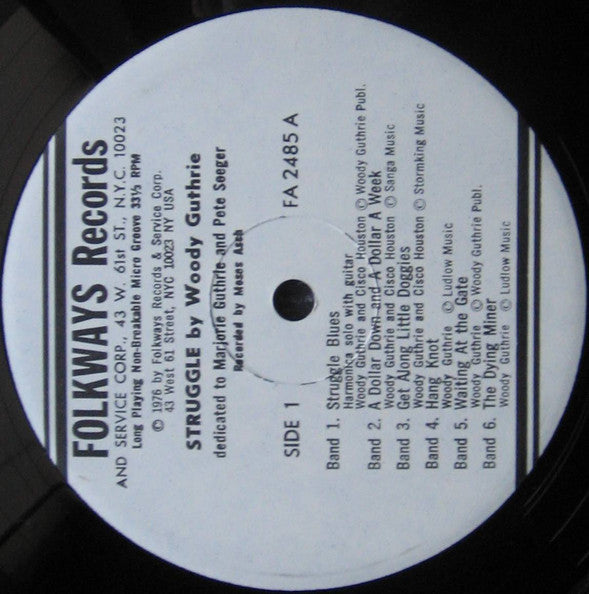 FOLKWAYS Records
AND SERVICE CORP., 43 W. 61st ST., N.Y.C. 10023
Long Playing Non-Breakable Micro Groove 33⅓ RPM
© 1976 by Folkways Records & Service Corp.
43 West 61 Street, NYC 10023 NY USA
STRUGGLE by Woody Guthrie
dedicated to Marjorie Guthrie and Pete Seeger
Recorded by Moses Asch
SIDE 1 FA 2485 A
Band 1. Struggle Blues
Harmonica solo with guitar
Woody Guthrie and Cisco Houston © Woody Guthrie Publ.
Band 2. A Dollar Down and A Dollar A Week
Woody Guthrie and Cisco Houston © Sanga Music
Band 3. Get Along Little Doggies
Woody Guthrie and Cisco Houston © Stormking Music
Band 4. Hang Knot
Woody Guthrie © Ludlow Music
Band 5. Waiting At the Gate
Woody Guthrie © Woody Guthrie Publ.
Band 6. The Dying Miner
Woody Guthrie © Ludlow Music